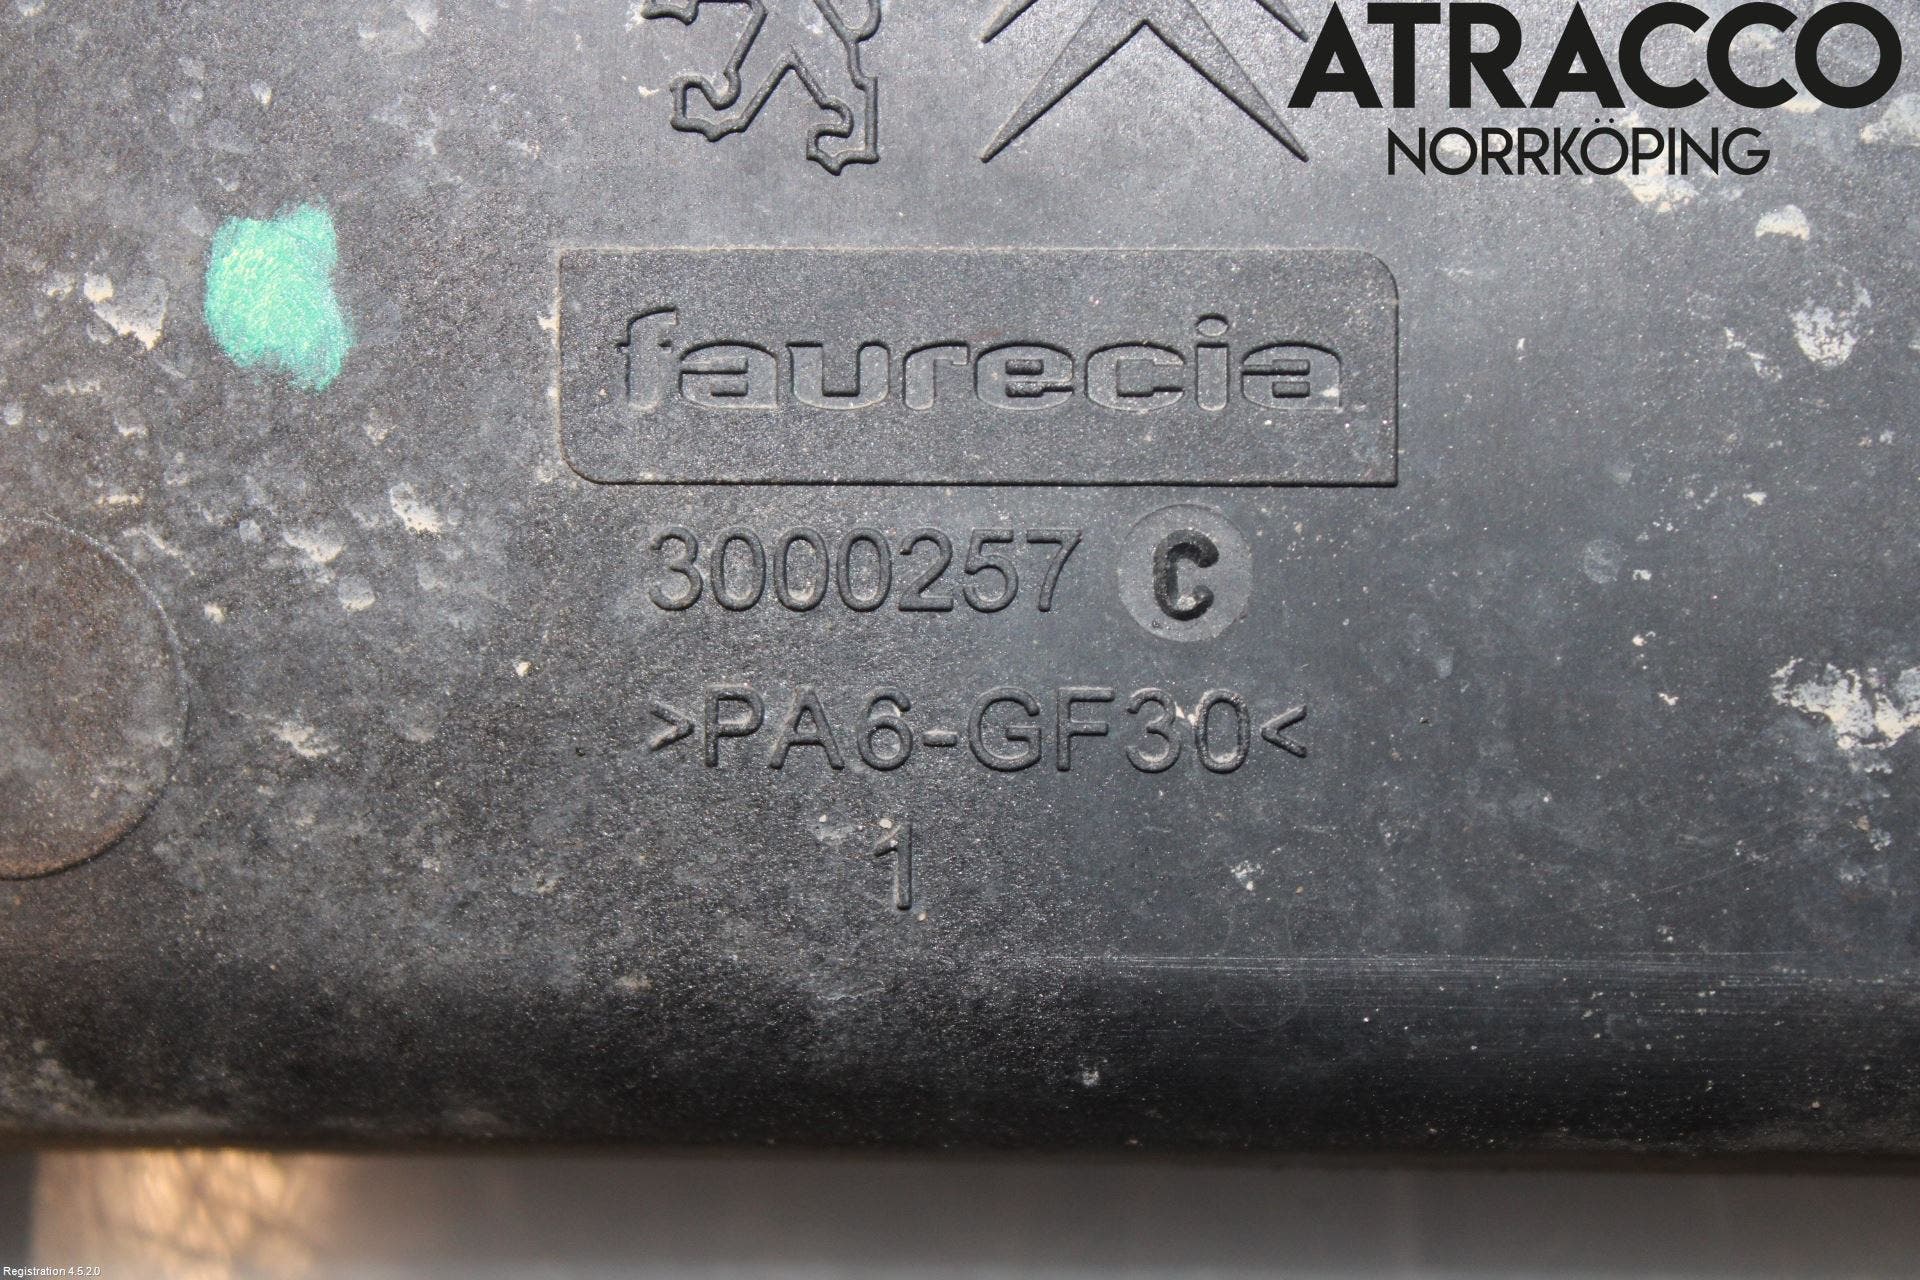 ATRACCO
NORRKÖPING
faurecia
3000257 C
>PA6-GF30<
1
Registration 4.5.2.0